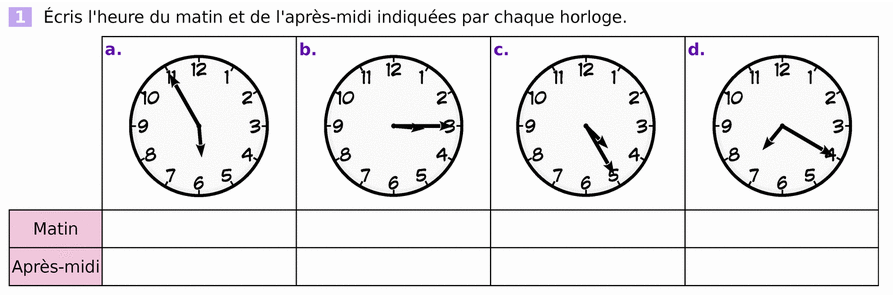 1 Écris l'heure du matin et de l'après-midi indiquées par chaque horloge.
a. b. c. d.
12 1 2 3 4 5 6 7 8 9 10 11
12 1 2 3 4 5 6 7 8 9 10 11
12 1 2 3 4 5 6 7 8 9 10 11
12 1 2 3 4 5 6 7 8 9 10 11
Matin
Après-midi